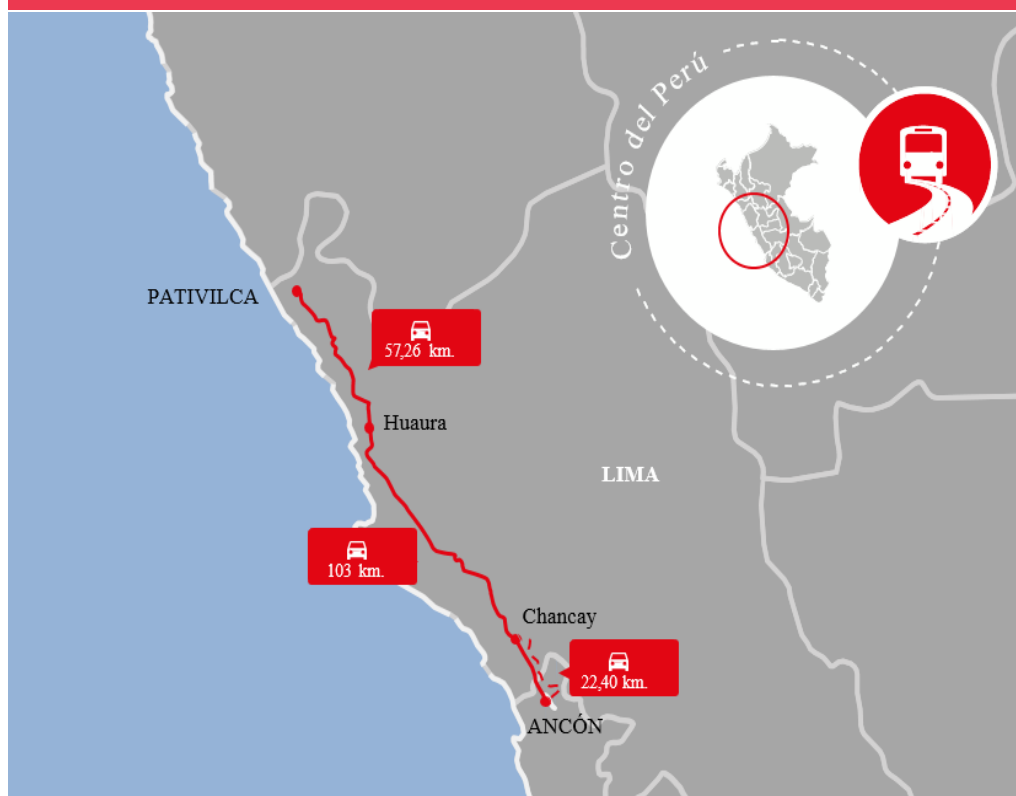 Centro del Perú
PATIVILCA
57,26 km.
Huaura
LIMA
103 km.
Chancay
22,40 km.
ANCÓN